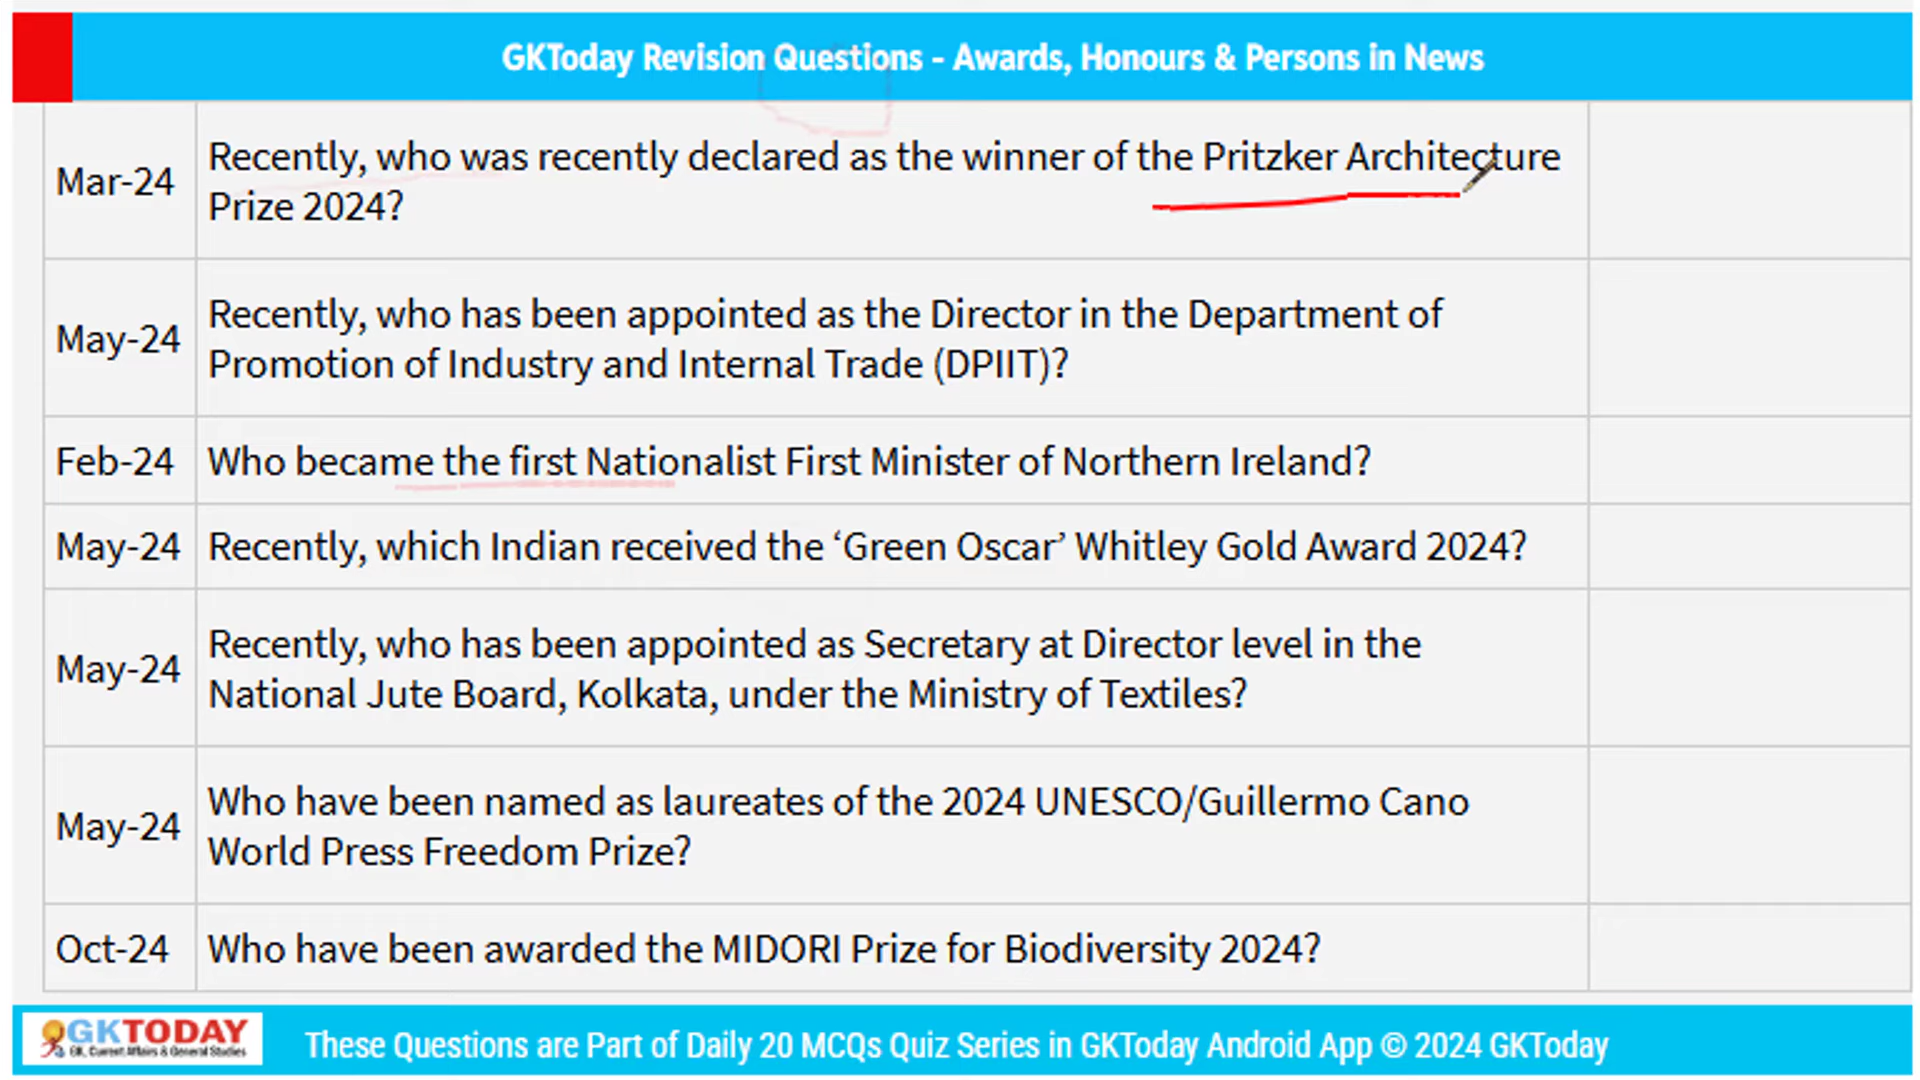 GKToday Revision Questions - Awards, Honours & Persons in News
Mar-24
Recently, who was recently declared as the winner of the Pritzker Architecture
Prize 2024?
May-24
Recently, who has been appointed as the Director in the Department of
Promotion of Industry and Internal Trade (DPIIT)?
Feb-24
Who became the first Nationalist First Minister of Northern Ireland?
May-24
Recently, which Indian received the ‘Green Oscar’ Whitley Gold Award 2024?
May-24
Recently, who has been appointed as Secretary at Director level in the
National Jute Board, Kolkata, under the Ministry of Textiles?
May-24
Who have been named as laureates of the 2024 UNESCO/Guillermo Cano
World Press Freedom Prize?
Oct-24
Who have been awarded the MIDORI Prize for Biodiversity 2024?
GKTODAY
GK, Current Affairs & General Studies
These Questions are Part of Daily 20 MCQs Quiz Series in GKToday Android App © 2024 GKToday